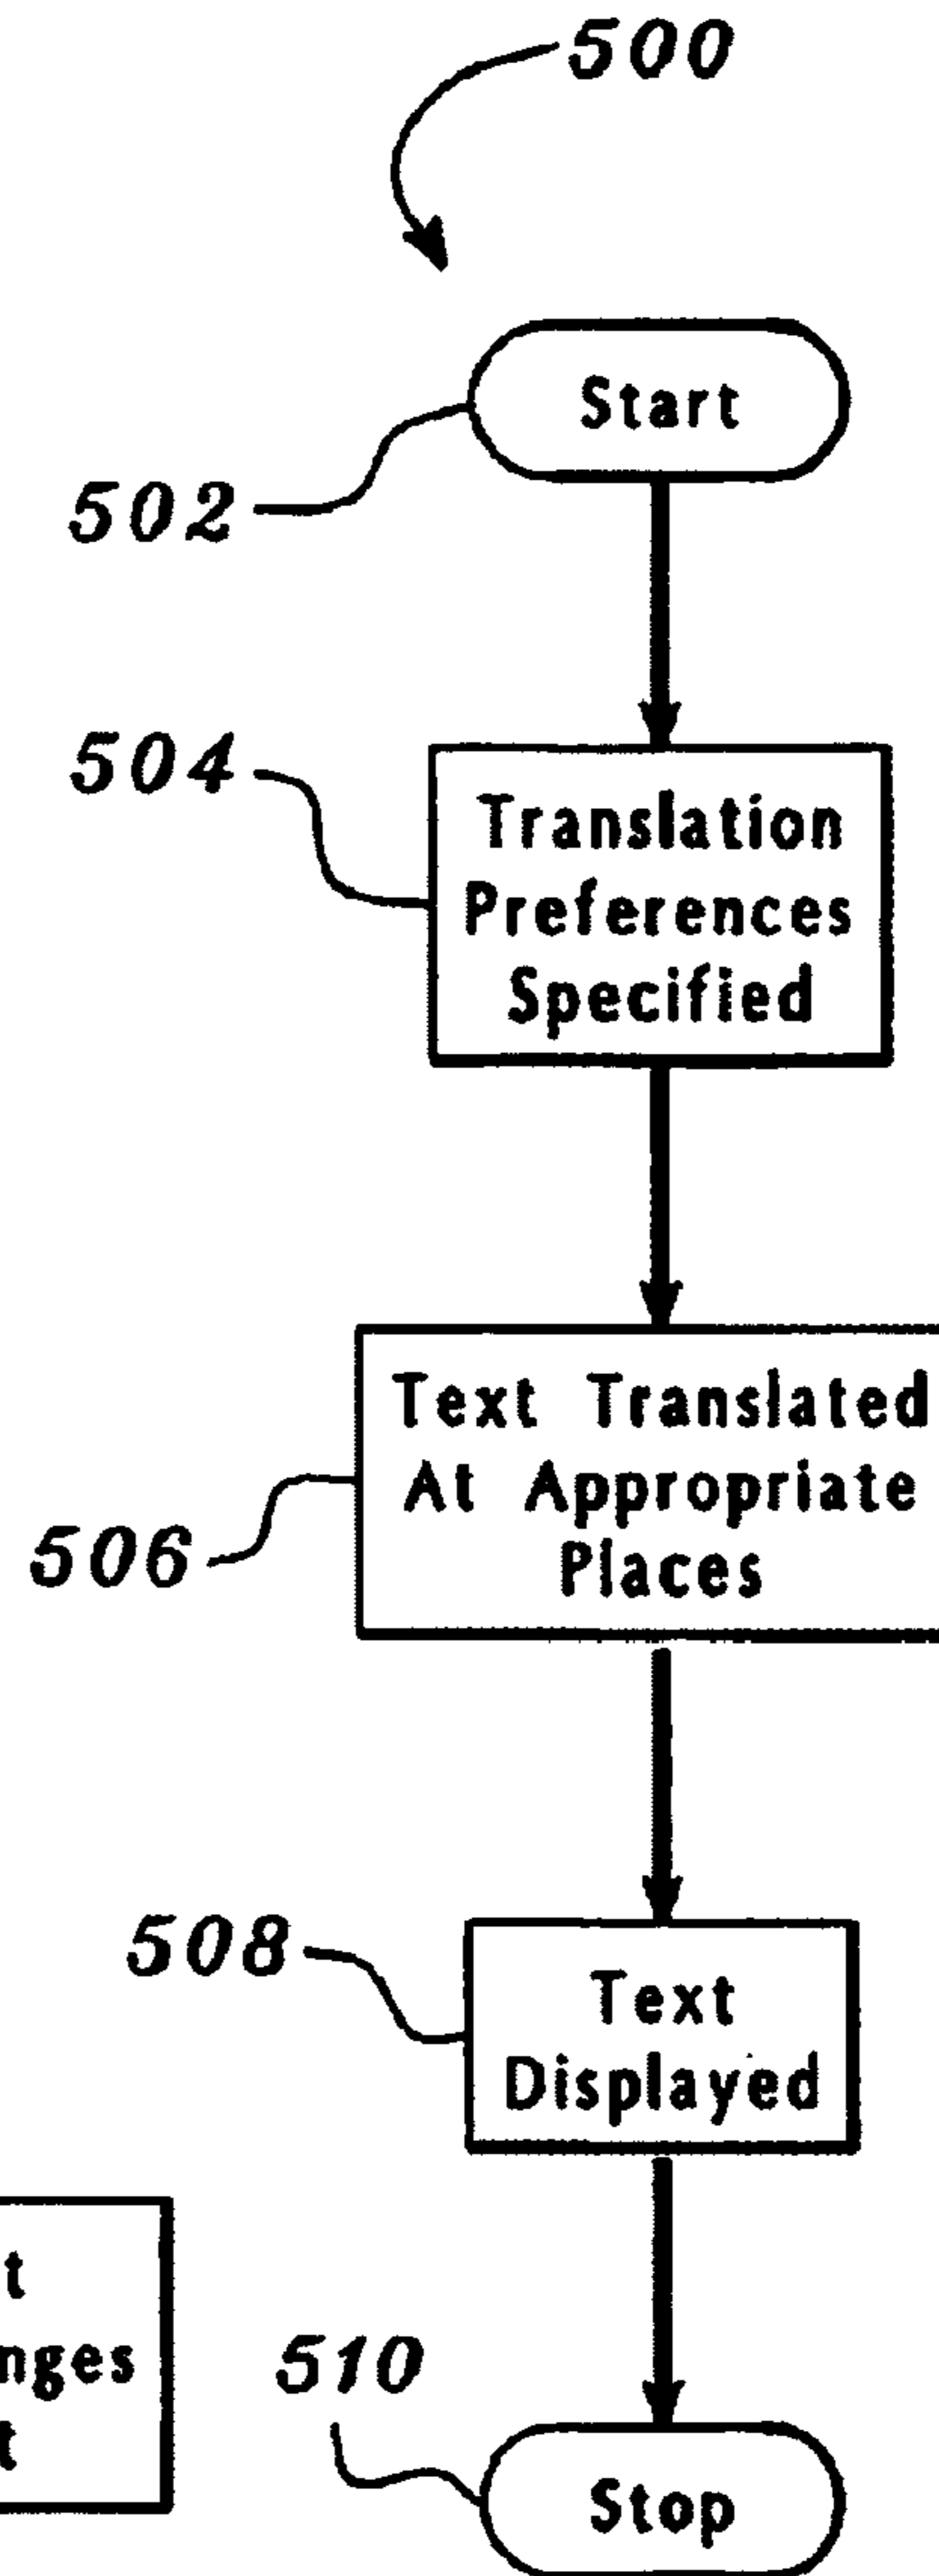 500
Start
502
504
Translation
Preferences
Specified
Text Translated
At Appropriate
Places
506
508
Text
Displayed
510
Stop